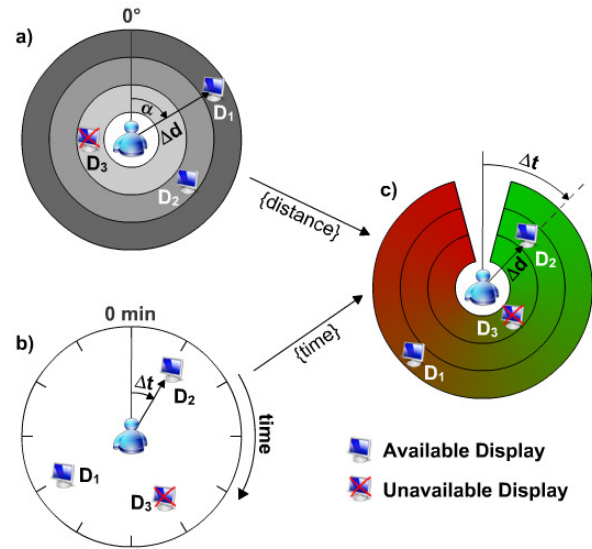 a)
0°
α
Δd
D1
D2
D3
{distance}
b)
0 min
Δt
D2
D1
D3
time
{time}
c)
Δt
Δd
D2
D3
D1
Available Display
Unavailable Display